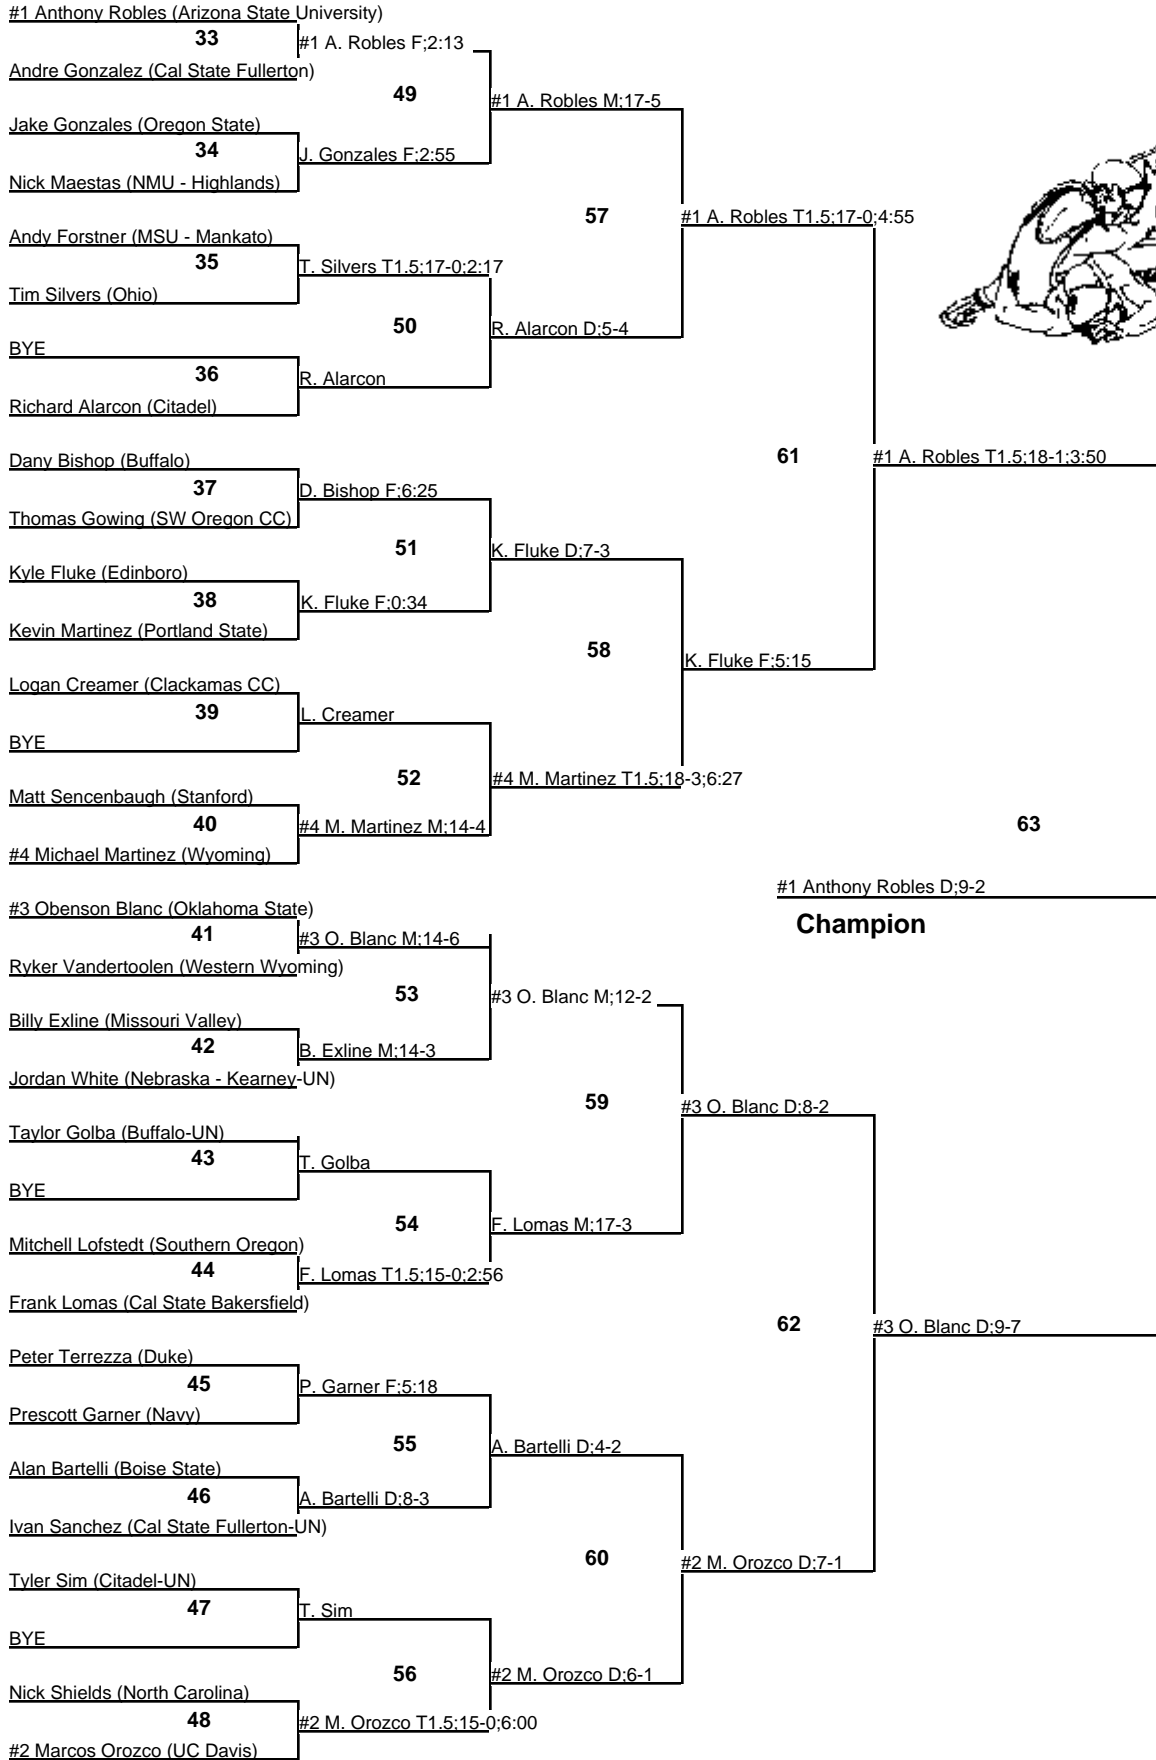 #1 Anthony Robles (Arizona State University)
33
#1 A. Robles F;2:13
Andre Gonzalez (Cal State Fullerton)
49
#1 A. Robles M;17-5
Jake Gonzales (Oregon State)
34
J. Gonzales F;2:55
Nick Maestas (NMU - Highlands)
57
#1 A. Robles T1.5;17-0;4:55
Andy Forstner (MSU - Mankato)
35
T. Silvers T1.5;17-0;2:17
Tim Silvers (Ohio)
50
R. Alarcon D;5-4
BYE
36
R. Alarcon
Richard Alarcon (Citadel)
61
#1 A. Robles T1.5;18-1;3:50
Dany Bishop (Buffalo)
37
D. Bishop F;6:25
Thomas Gowing (SW Oregon CC)
51
K. Fluke D;7-3
Kyle Fluke (Edinboro)
38
K. Fluke F;0:34
Kevin Martinez (Portland State)
58
K. Fluke F;5:15
Logan Creamer (Clackamas CC)
39
L. Creamer
BYE
52
#4 M. Martinez T1.5;18-3;6:27
Matt Sencenbaugh (Stanford)
40
#4 M. Martinez M;14-4
#4 Michael Martinez (Wyoming)
63
#1 Anthony Robles D;9-2
Champion
#3 Obenson Blanc (Oklahoma State)
41
#3 O. Blanc M;14-6
Ryker Vandertoolen (Western Wyoming)
53
#3 O. Blanc M;12-2
Billy Exline (Missouri Valley)
42
B. Exline M;14-3
Jordan White (Nebraska - Kearney-UN)
59
#3 O. Blanc D;8-2
Taylor Golba (Buffalo-UN)
43
T. Golba
BYE
54
F. Lomas M;17-3
Mitchell Lofstedt (Southern Oregon)
44
F. Lomas T1.5;15-0;2:56
Frank Lomas (Cal State Bakersfield)
62
#3 O. Blanc D;9-7
Peter Terrezza (Duke)
45
P. Garner F;5:18
Prescott Garner (Navy)
55
A. Bartelli D;4-2
Alan Bartelli (Boise State)
46
A. Bartelli D;8-3
Ivan Sanchez (Cal State Fullerton-UN)
60
#2 M. Orozco D;7-1
Tyler Sim (Citadel-UN)
47
T. Sim
BYE
56
#2 M. Orozco D;6-1
Nick Shields (North Carolina)
48
#2 M. Orozco T1.5;15-0;6:00
#2 Marcos Orozco (UC Davis)